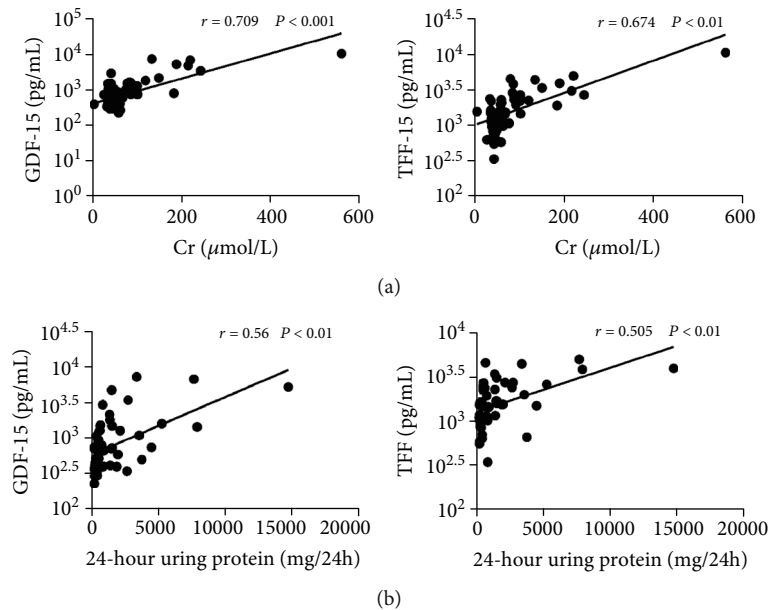 r = 0.709 P < 0.001
GDF-15 (pg/mL)
10^5
10^4
10^3
10^2
10^1
10^0
0 200 400 600
Cr (μmol/L)
r = 0.674 P < 0.01
TFF-15 (pg/mL)
10^4.5
10^4
10^3.5
10^3
10^2.5
10^2
0 200 400 600
Cr (μmol/L)
(a)
r = 0.56 P < 0.01
GDF-15 (pg/mL)
10^4.5
10^4
10^3.5
10^3
10^2.5
10^2
0 5000 10000 15000 20000
24-hour uring protein (mg/24h)
r = 0.505 P < 0.01
TFF (pg/mL)
10^4
10^3.5
10^3
10^2.5
10^2
0 5000 10000 15000 20000
24-hour uring protein (mg/24h)
(b)